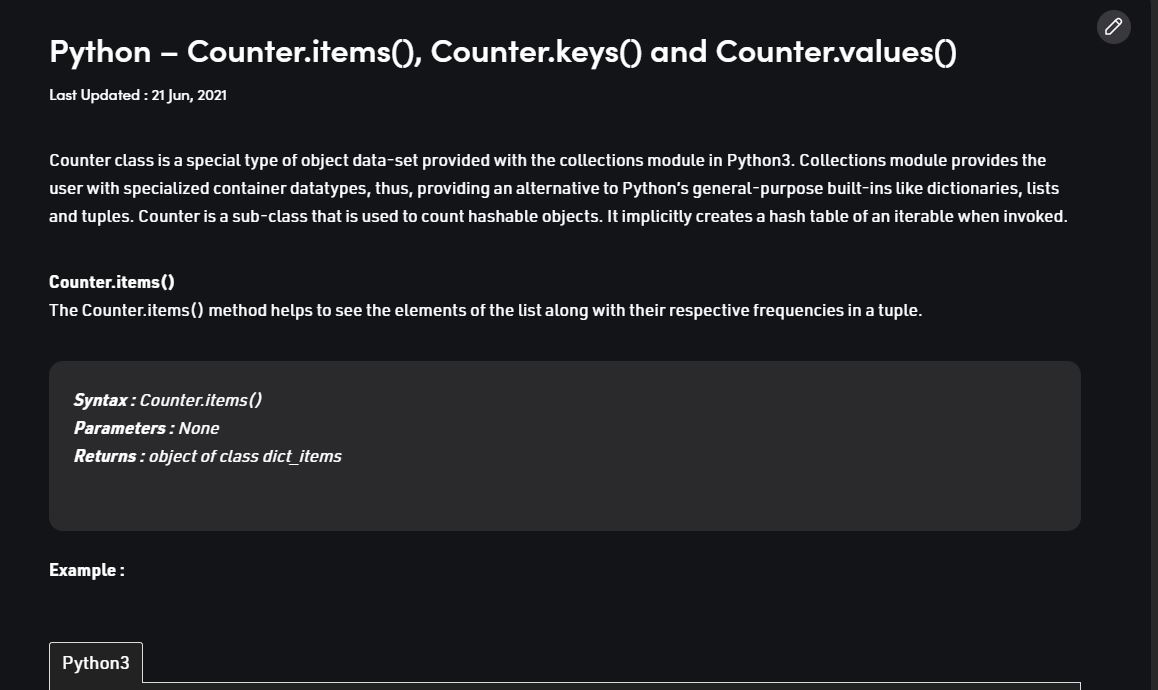 Python – Counter.items(), Counter.keys() and Counter.values()
Last Updated : 21 Jun, 2021
Counter class is a special type of object data-set provided with the collections module in Python3. Collections module provides the
user with specialized container datatypes, thus, providing an alternative to Python's general-purpose built-ins like dictionaries, lists
and tuples. Counter is a sub-class that is used to count hashable objects. It implicitly creates a hash table of an iterable when invoked.
Counter.items()
The Counter.items() method helps to see the elements of the list along with their respective frequencies in a tuple.
Syntax : Counter.items()
Parameters : None
Returns : object of class dict_items
Example :
Python3